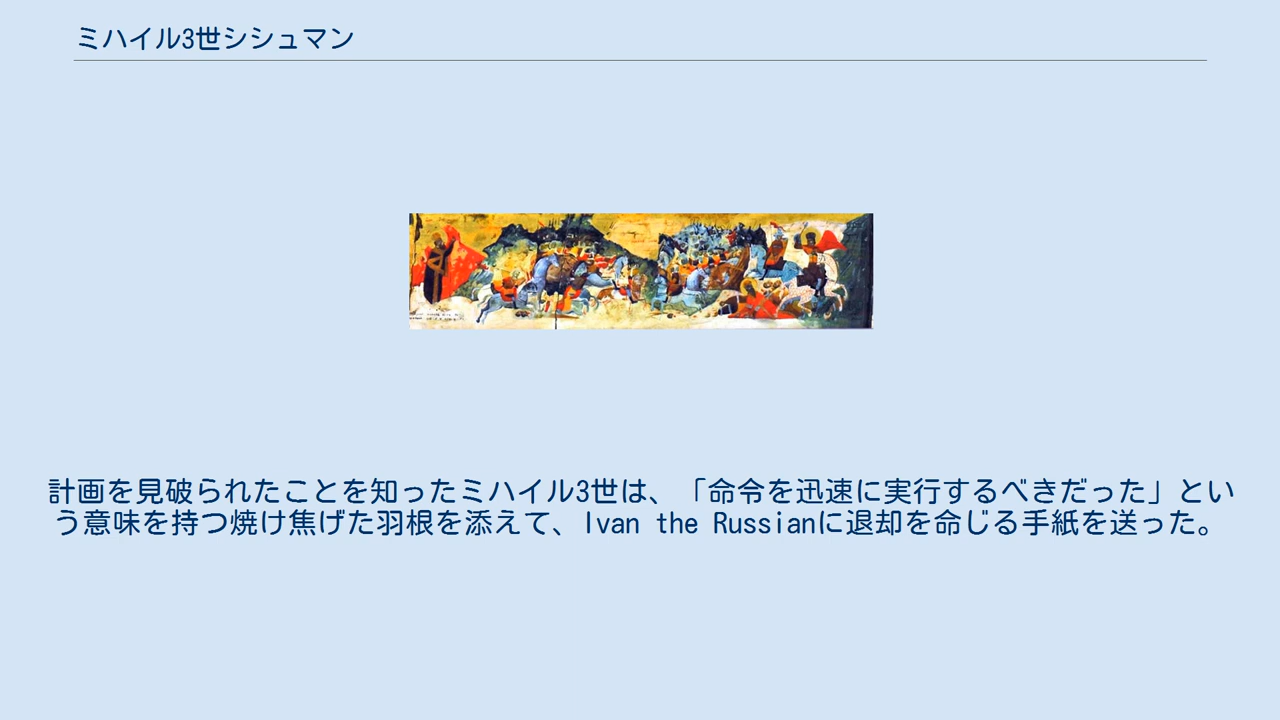 ミハイル3世シシュマン
計画を見破られたことを知ったミハイル3世は、「命令を迅速に実行するべきだった」とい
う意味を持つ焼け焦げた羽根を添えて、Ivan the Russianに退却を命じる手紙を送った。